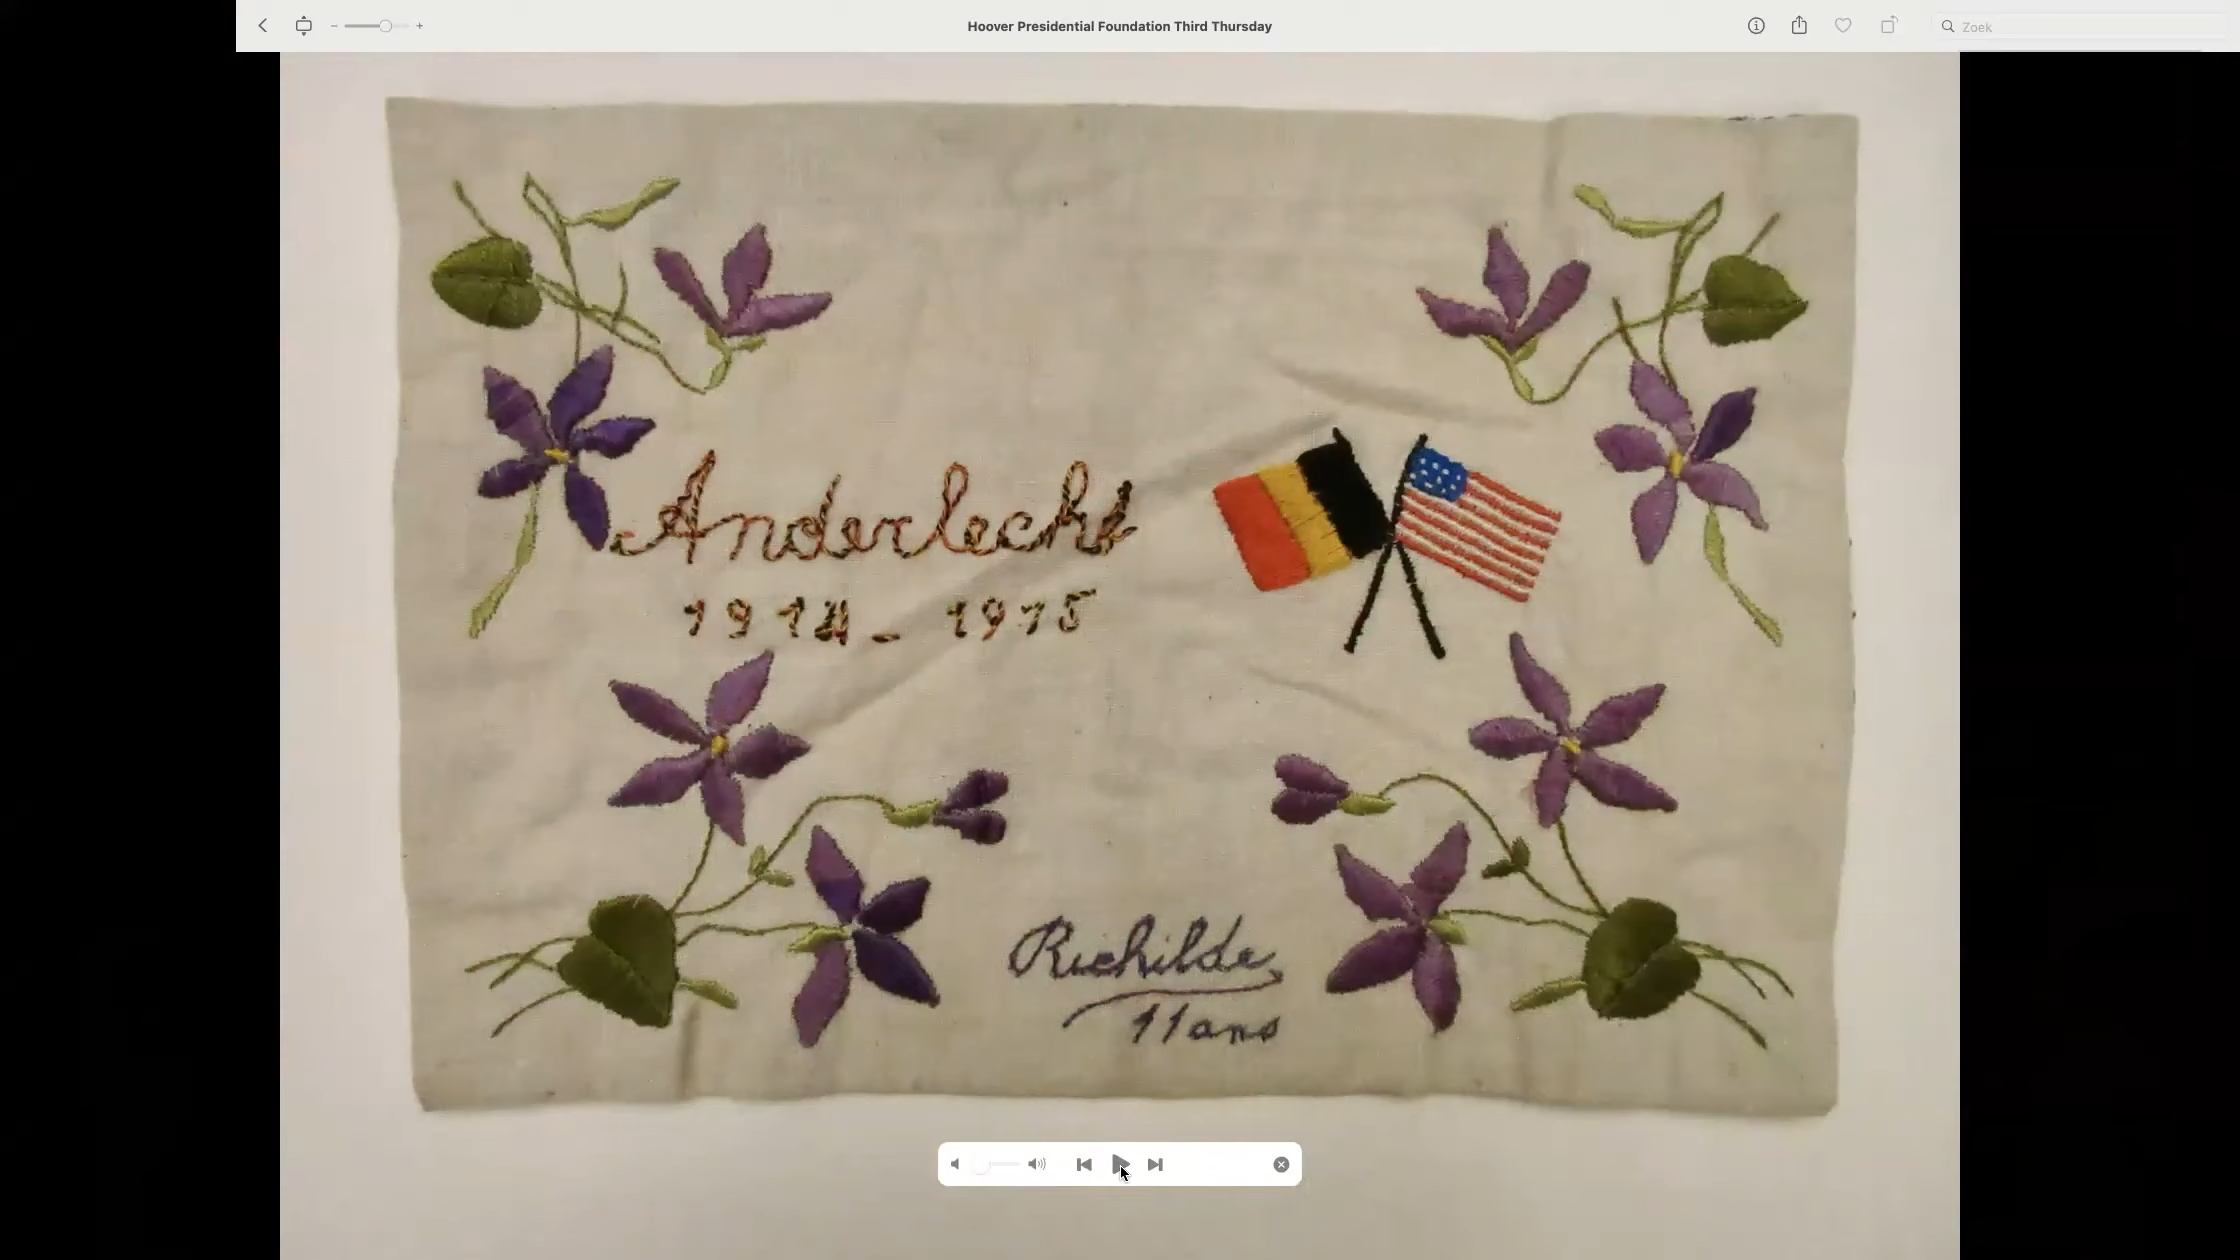 Hoover Presidential Foundation Third Thursday
Zoek
Anderlecht
1914 - 1915
Richilde
11 ans